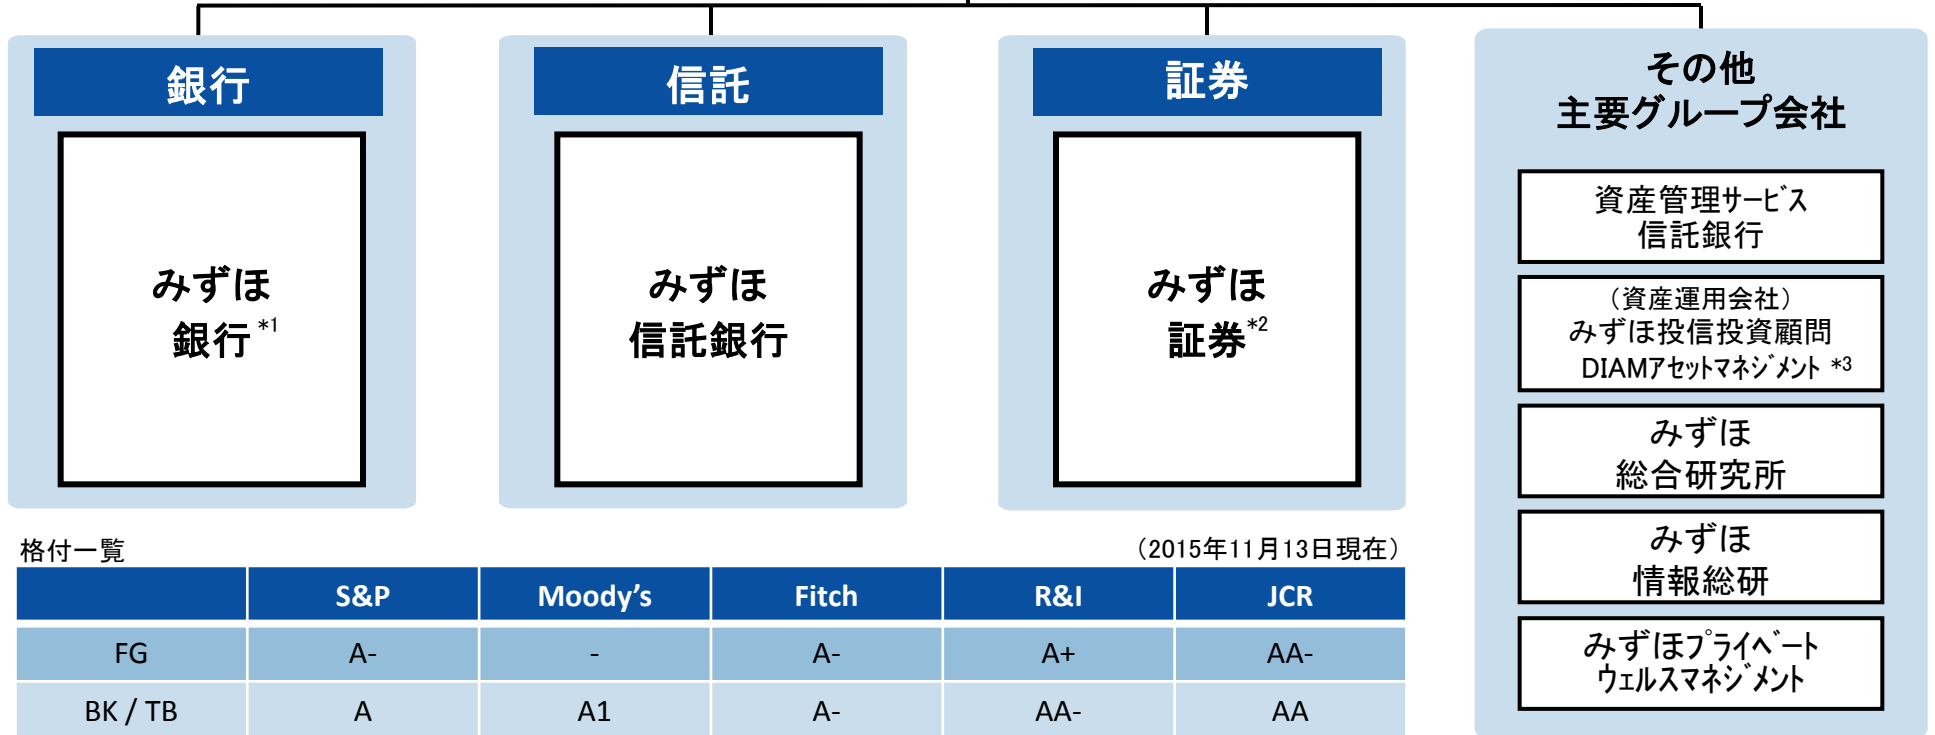 銀行
みずほ
銀行*1
信託
みずほ
信託銀行
証券
みずほ
証券*2
その他
主要グループ会社
資産管理ｻｰﾋﾞｽ
信託銀行
（資産運用会社）
みずほ投信投資顧問
DIAMｱｾｯﾄﾏﾈｼﾞﾒﾝﾄ *3
みずほ
総合研究所
みずほ
情報総研
みずほﾌﾟﾗｲﾍﾞｰﾄ
ｳｪﾙｽﾏﾈｼﾞﾒﾝﾄ
格付一覧 （2015年11月13日現在）
S&P Moody’s Fitch R&I JCR
FG A- - A- A+ AA-
BK / TB A A1 A- AA- AA